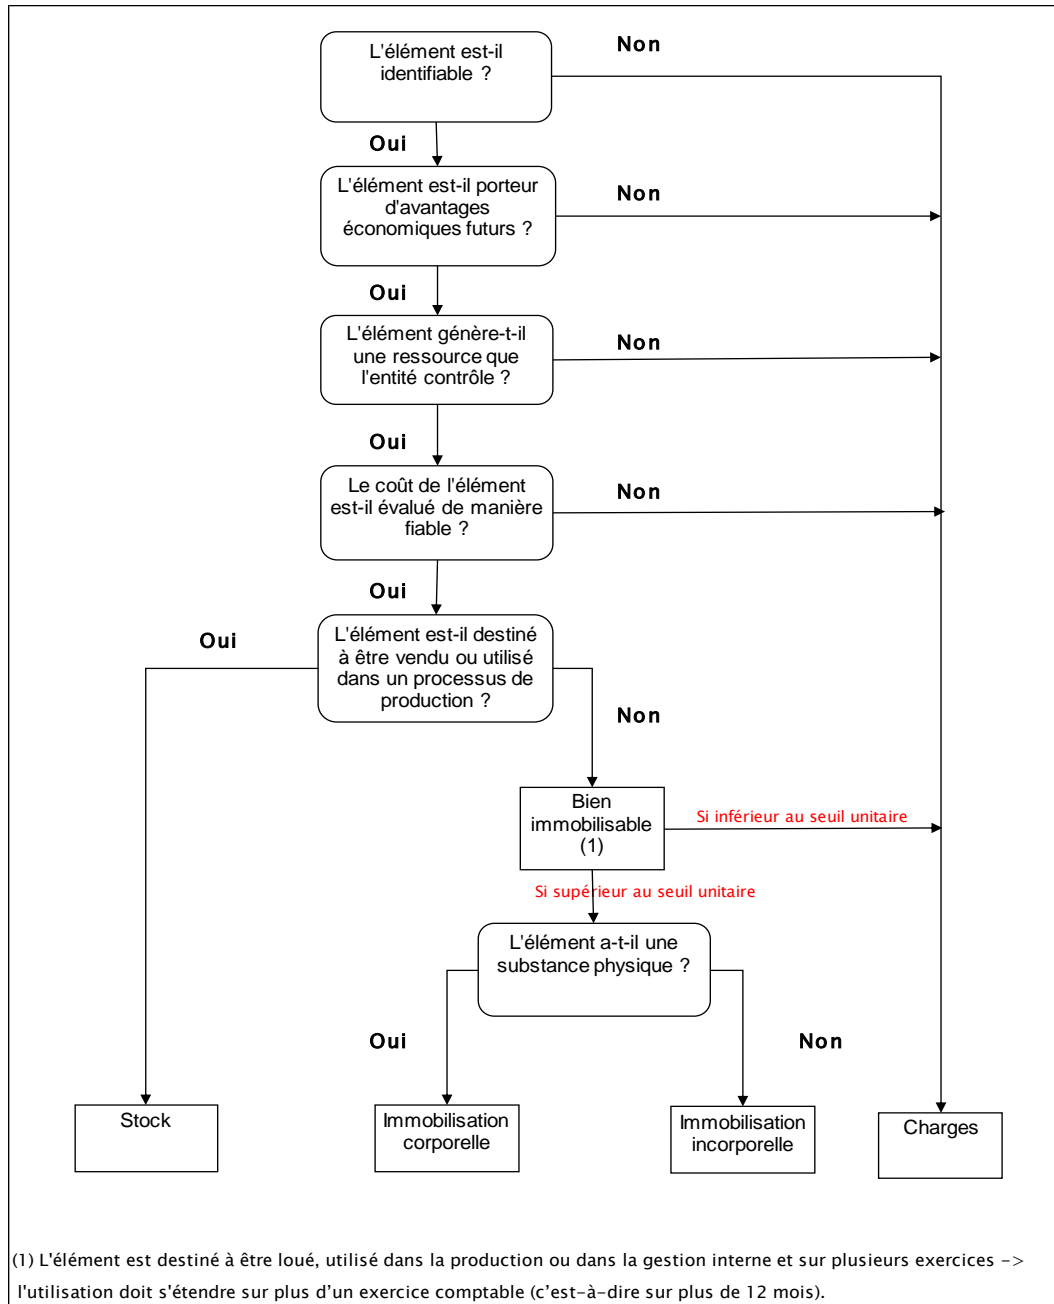 L'élément est-il
identifiable ?
Non
Oui
L'élément est-il porteur
d'avantages
économiques futurs ?
Non
Oui
L'élément génère-t-il
une ressource que
l'entité contrôle ?
Non
Oui
Le coût de l'élément
est-il évalué de manière
fiable ?
Non
Oui
Oui
L'élément est-il destiné
à être vendu ou utilisé
dans un processus de
production ?
Non
Bien
immobilisable
(1)
Si inférieur au seuil unitaire
Si supérieur au seuil unitaire
L'élément a-t-il une
substance physique ?
Oui
Non
Stock
Immobilisation
corporelle
Immobilisation
incorporelle
Charges
(1) L'élément est destiné à être loué, utilisé dans la production ou dans la gestion interne et sur plusieurs exercices ->
l'utilisation doit s'étendre sur plus d’un exercice comptable (c’est-à-dire sur plus de 12 mois).